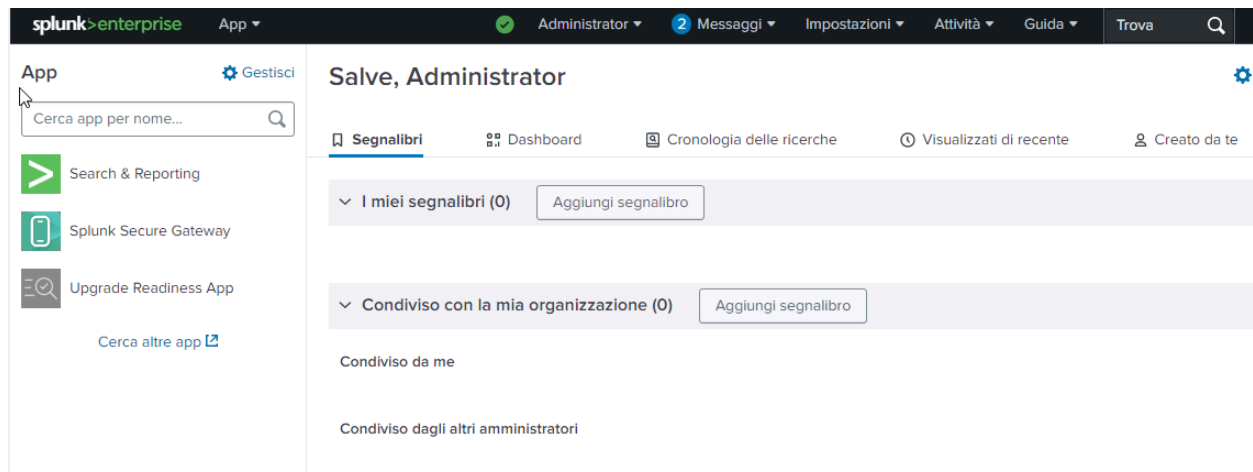 splunk>enterprise App Administrator 2 Messaggi Impostazioni Attività Guida Trova
App Gestisci
Cerca app per nome...
Search & Reporting
Splunk Secure Gateway
Upgrade Readiness App
Cerca altre app
Salve, Administrator
Segnalibri Dashboard Cronologia delle ricerche Visualizzati di recente Creato da te
I miei segnalibri (0) Aggiungi segnalibro
Condiviso con la mia organizzazione (0) Aggiungi segnalibro
Condiviso da me
Condiviso dagli altri amministratori